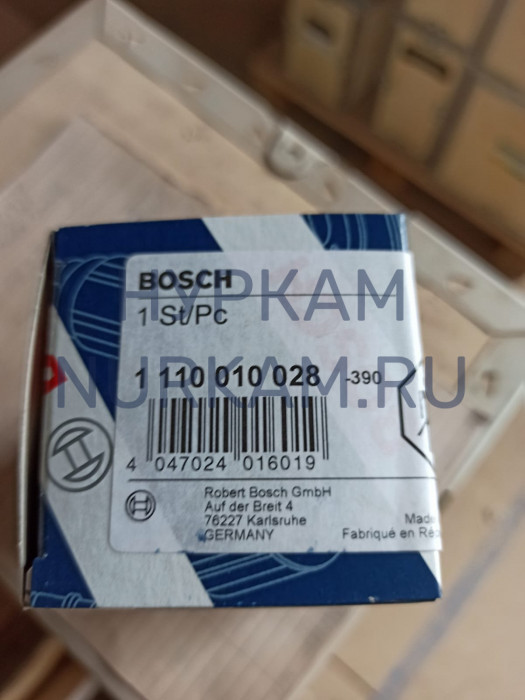 BOSCH
1 St/Pc
НУРКАМ
NURKAM.RU
1 110 010 028 -390
4 047024 016019
Robert Bosch GmbH
Auf der Breit 4
76227 Karlsruhe
GERMANY
Made
Fabriqué en Rép